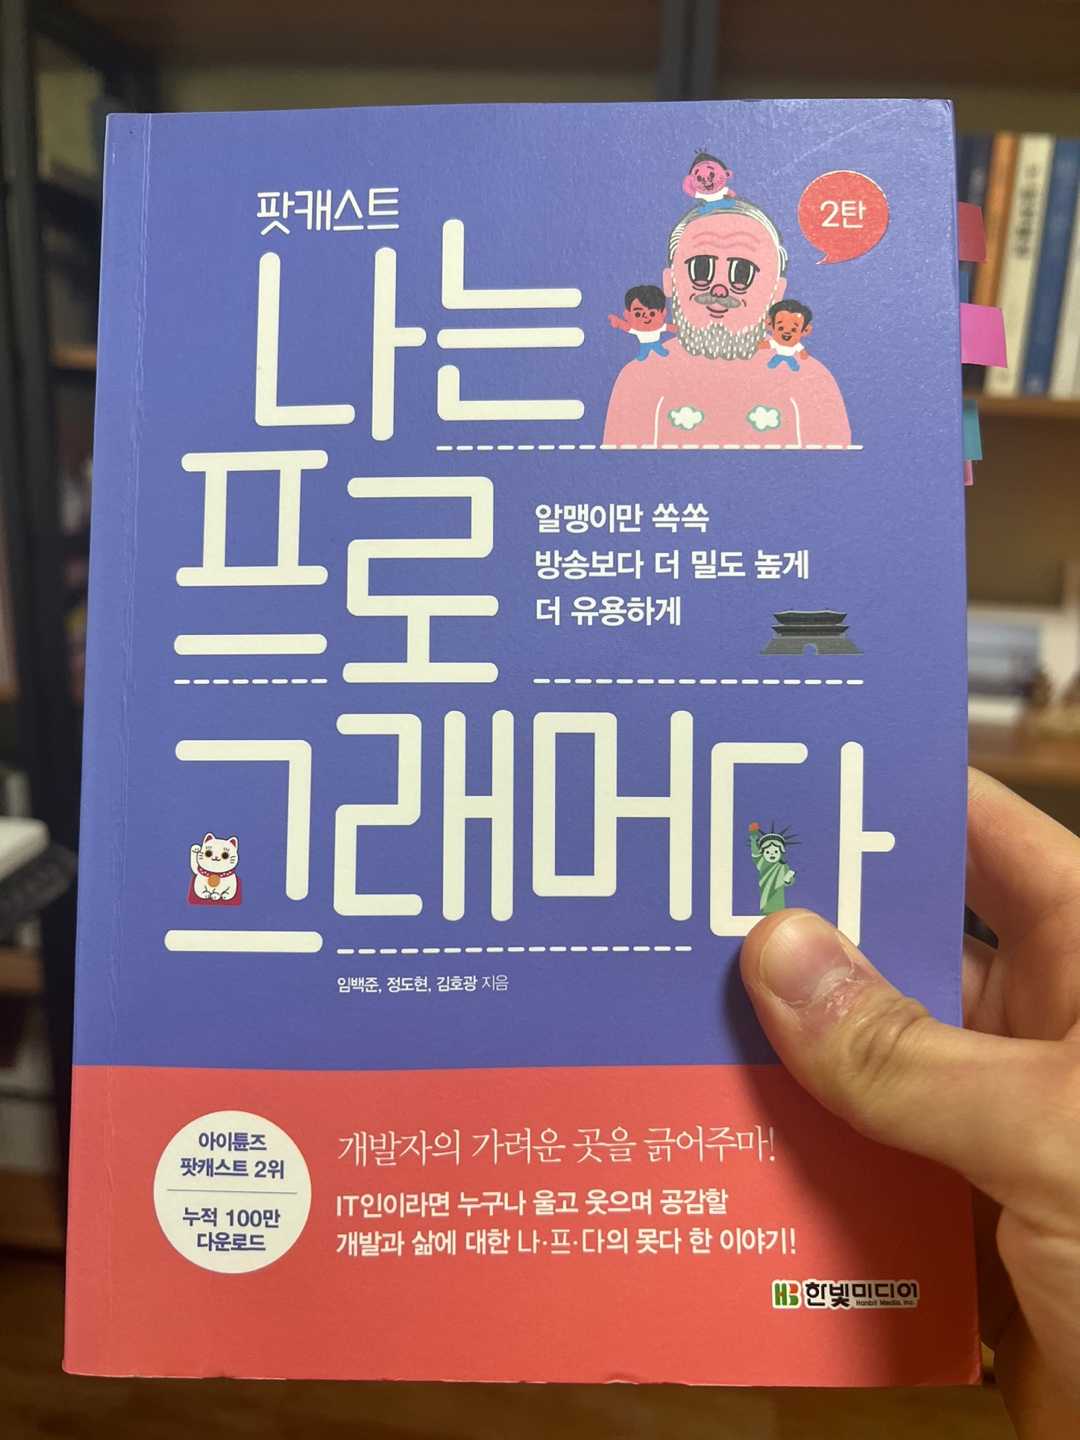 팟캐스트
나는
프로
그래머다
2탄
알맹이만 쏙쏙
방송보다 더 밀도 높게
더 유용하게
임백준, 정도현, 김호광 지음
아이튠즈
팟캐스트 2위
누적 100만
다운로드
개발자의 가려운 곳을 긁어주마!
IT인이라면 누구나 울고 웃으며 공감할
개발과 삶에 대한 나·프·다의 못다 한 이야기!
HB 한빛미디어
Hanbit Media, Inc.